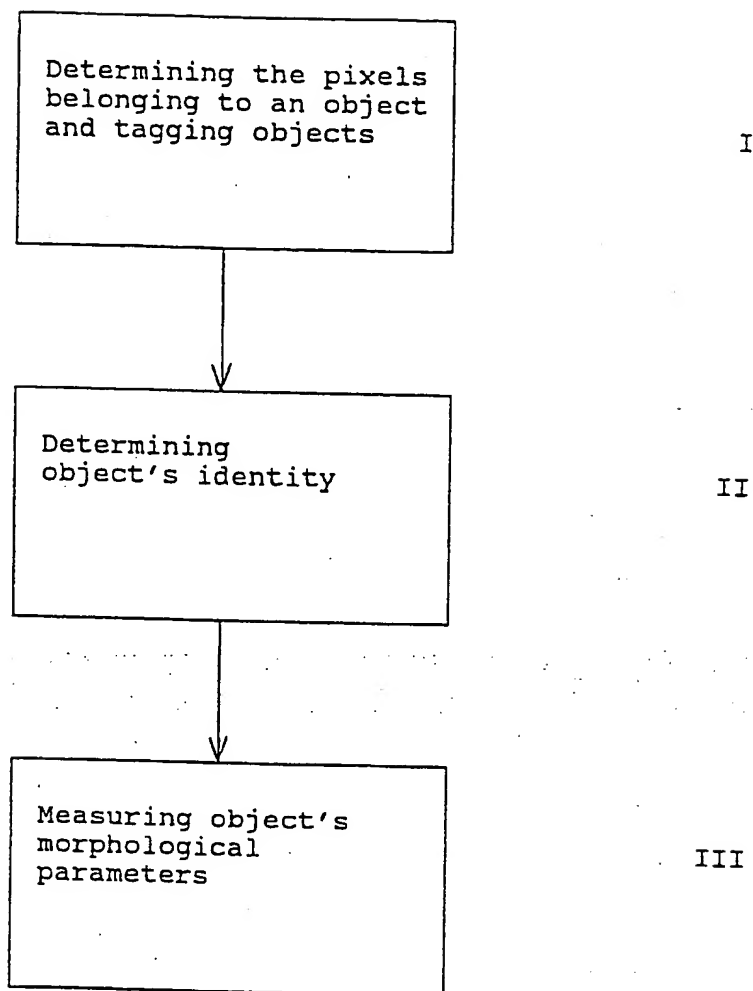 Determining the pixels
belonging to an object
and tagging objects
I
Determining
object's identity
II
Measuring object's
morphological
parameters
III